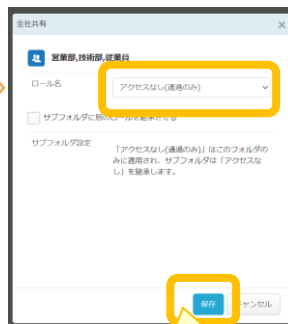 全社共有
営業部,技術部,従業員
ロール名
アクセスなし(通過のみ)
サブフォルダに別のロールを継承させる
サブフォルダ設定
「アクセスなし(通過のみ)」はこのフォルダの
みに適用され、サブフォルダは「アクセスな
し」を継承します。
保存
キャンセル